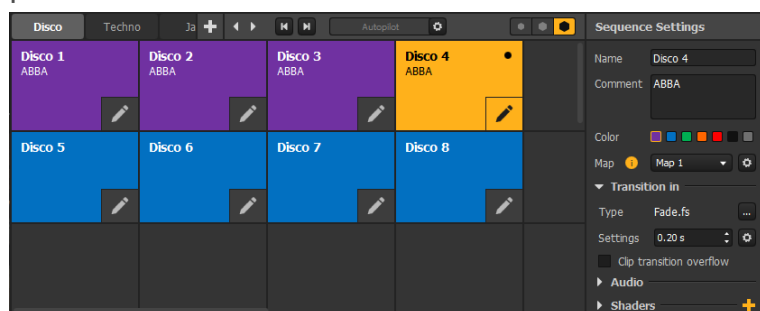 Disco
Techno
Ja
Autopilot
Sequence Settings
Disco 1
ABBA
Disco 2
ABBA
Disco 3
ABBA
Disco 4
ABBA
Disco 5
Disco 6
Disco 7
Disco 8
Name Disco 4
Comment ABBA
Color
Map Map 1
Transition in
Type Fade.fs ...
Settings 0.20 s
Clip transition overflow
Audio
Shaders